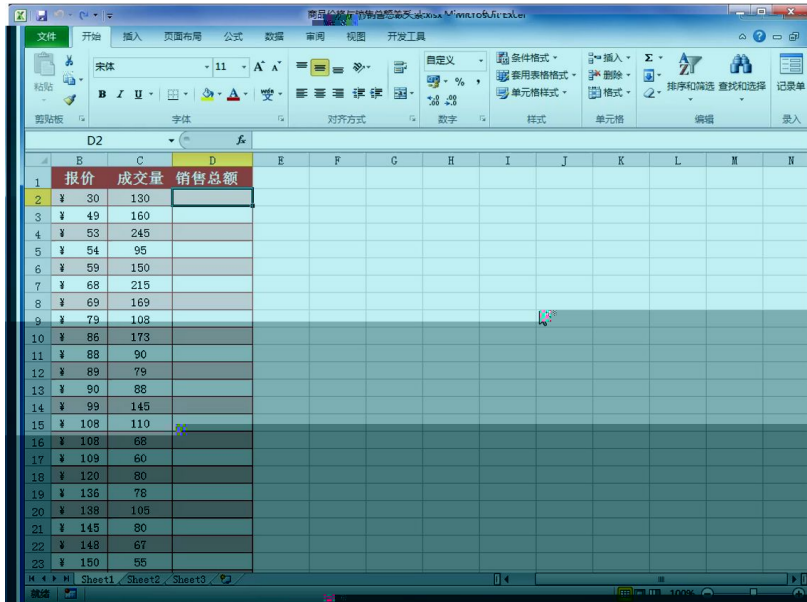 文件 开始 插入 页面布局 公式 数据 审阅 视图 开发工具
宋体 11 自定义 条件格式 插入 Σ
粘贴 B I U A % , 套用表格格式 删除 排序和筛选 查找和选择 记录单
单元格样式 格式
剪贴板 字体 对齐方式 数字 样式 单元格 编辑 录入
D2 fx
B C D E F G H I J K L M N
1 报价 成交量 销售总额
2 ¥ 30 130
3 ¥ 49 160
4 ¥ 53 245
5 ¥ 54 95
6 ¥ 59 150
7 ¥ 68 215
8 ¥ 69 169
9 ¥ 79 108
10 ¥ 86 173
11 ¥ 88 90
12 ¥ 89 79
13 ¥ 90 88
14 ¥ 99 145
15 ¥ 108 110
16 ¥ 108 68
17 ¥ 109 60
18 ¥ 120 80
19 ¥ 136 78
20 ¥ 138 105
21 ¥ 145 80
22 ¥ 148 67
23 ¥ 150 55
Sheet1 Sheet2 Sheet3
就绪 100%